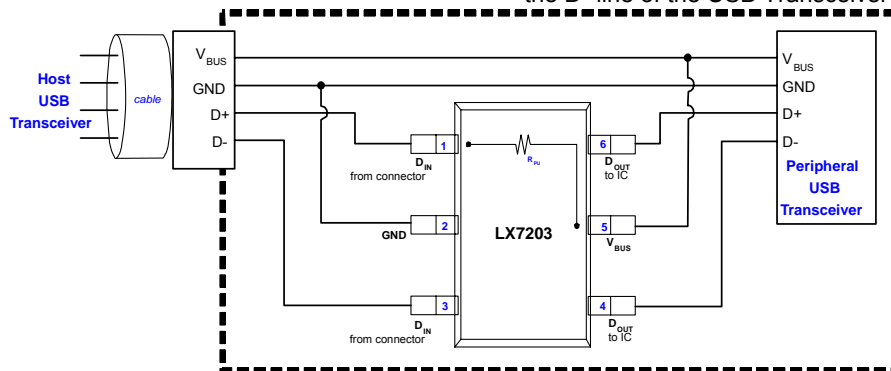 the D- line of the USB Transceiver
Host
USB
Transceiver
cable
VBUS
GND
D+
D-
1
DIN
from connector
2
GND
3
DIN
from connector
RPU
LX7203
6
DOUT
to IC
5
VBUS
4
DOUT
to IC
VBUS
GND
D+
D-
Peripheral
USB
Transceiver